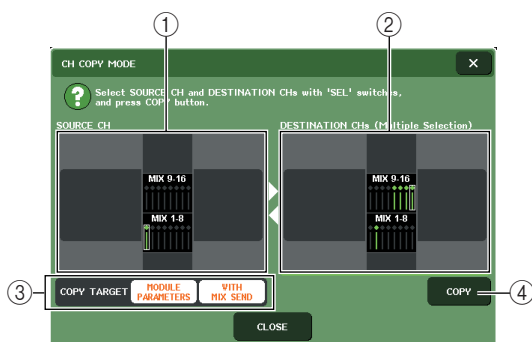 ① ②
CH COPY MODE ×
? Select SOURCE CH and DESTINATION CHs with 'SEL' switches,
and press COPY button.
SOURCE CH DESTINATION CHs (Multiple Selection)
MIX 9-16 MIX 9-16
MIX 1-8 MIX 1-8
③ COPY TARGET MODULE PARAMETERS WITH MIX SEND COPY ④
CLOSE